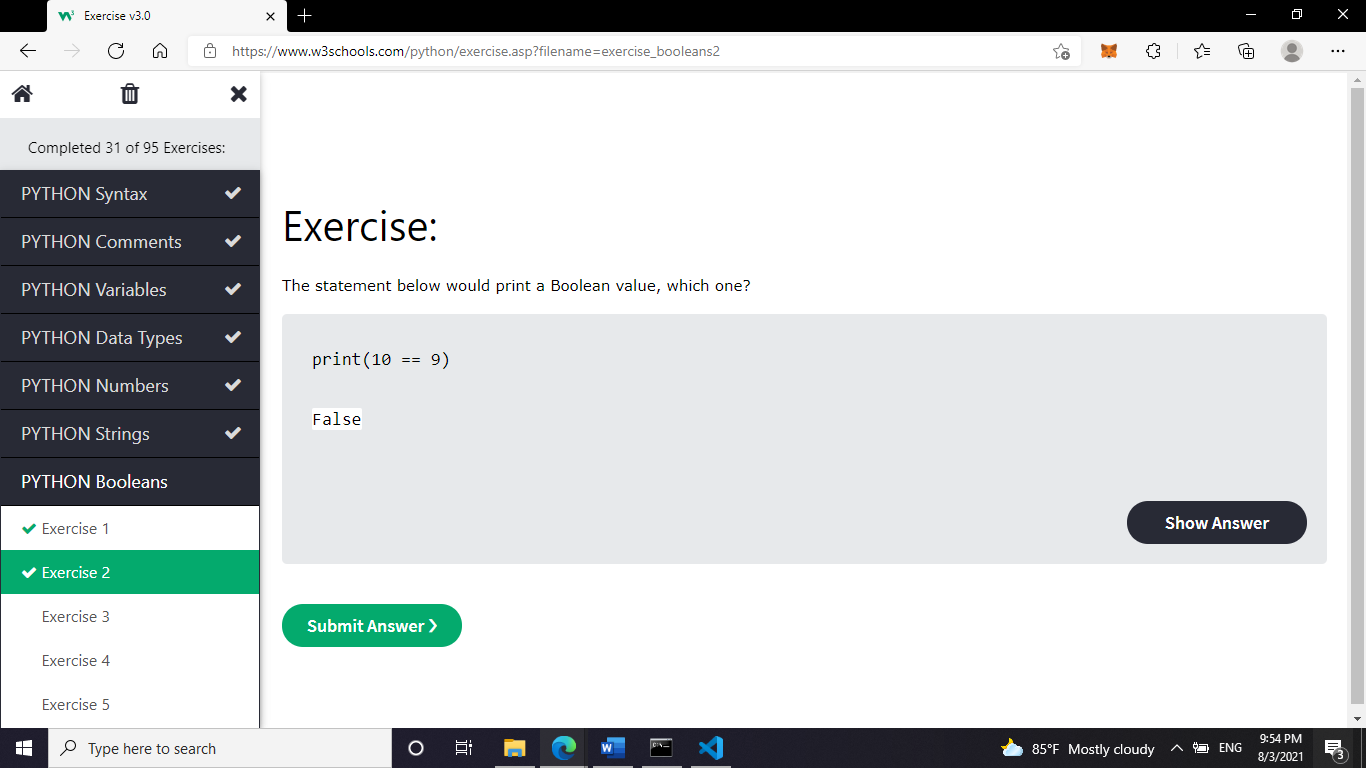 Exercise v3.0
https://www.w3schools.com/python/exercise.asp?filename=exercise_booleans2
Completed 31 of 95 Exercises:
PYTHON Syntax
PYTHON Comments
PYTHON Variables
PYTHON Data Types
PYTHON Numbers
PYTHON Strings
PYTHON Booleans
Exercise 1
Exercise 2
Exercise 3
Exercise 4
Exercise 5
Exercise:
The statement below would print a Boolean value, which one?
print(10 == 9)
False
Show Answer
Submit Answer ❯
Type here to search
85°F Mostly cloudy
ENG
9:54 PM
8/3/2021
3